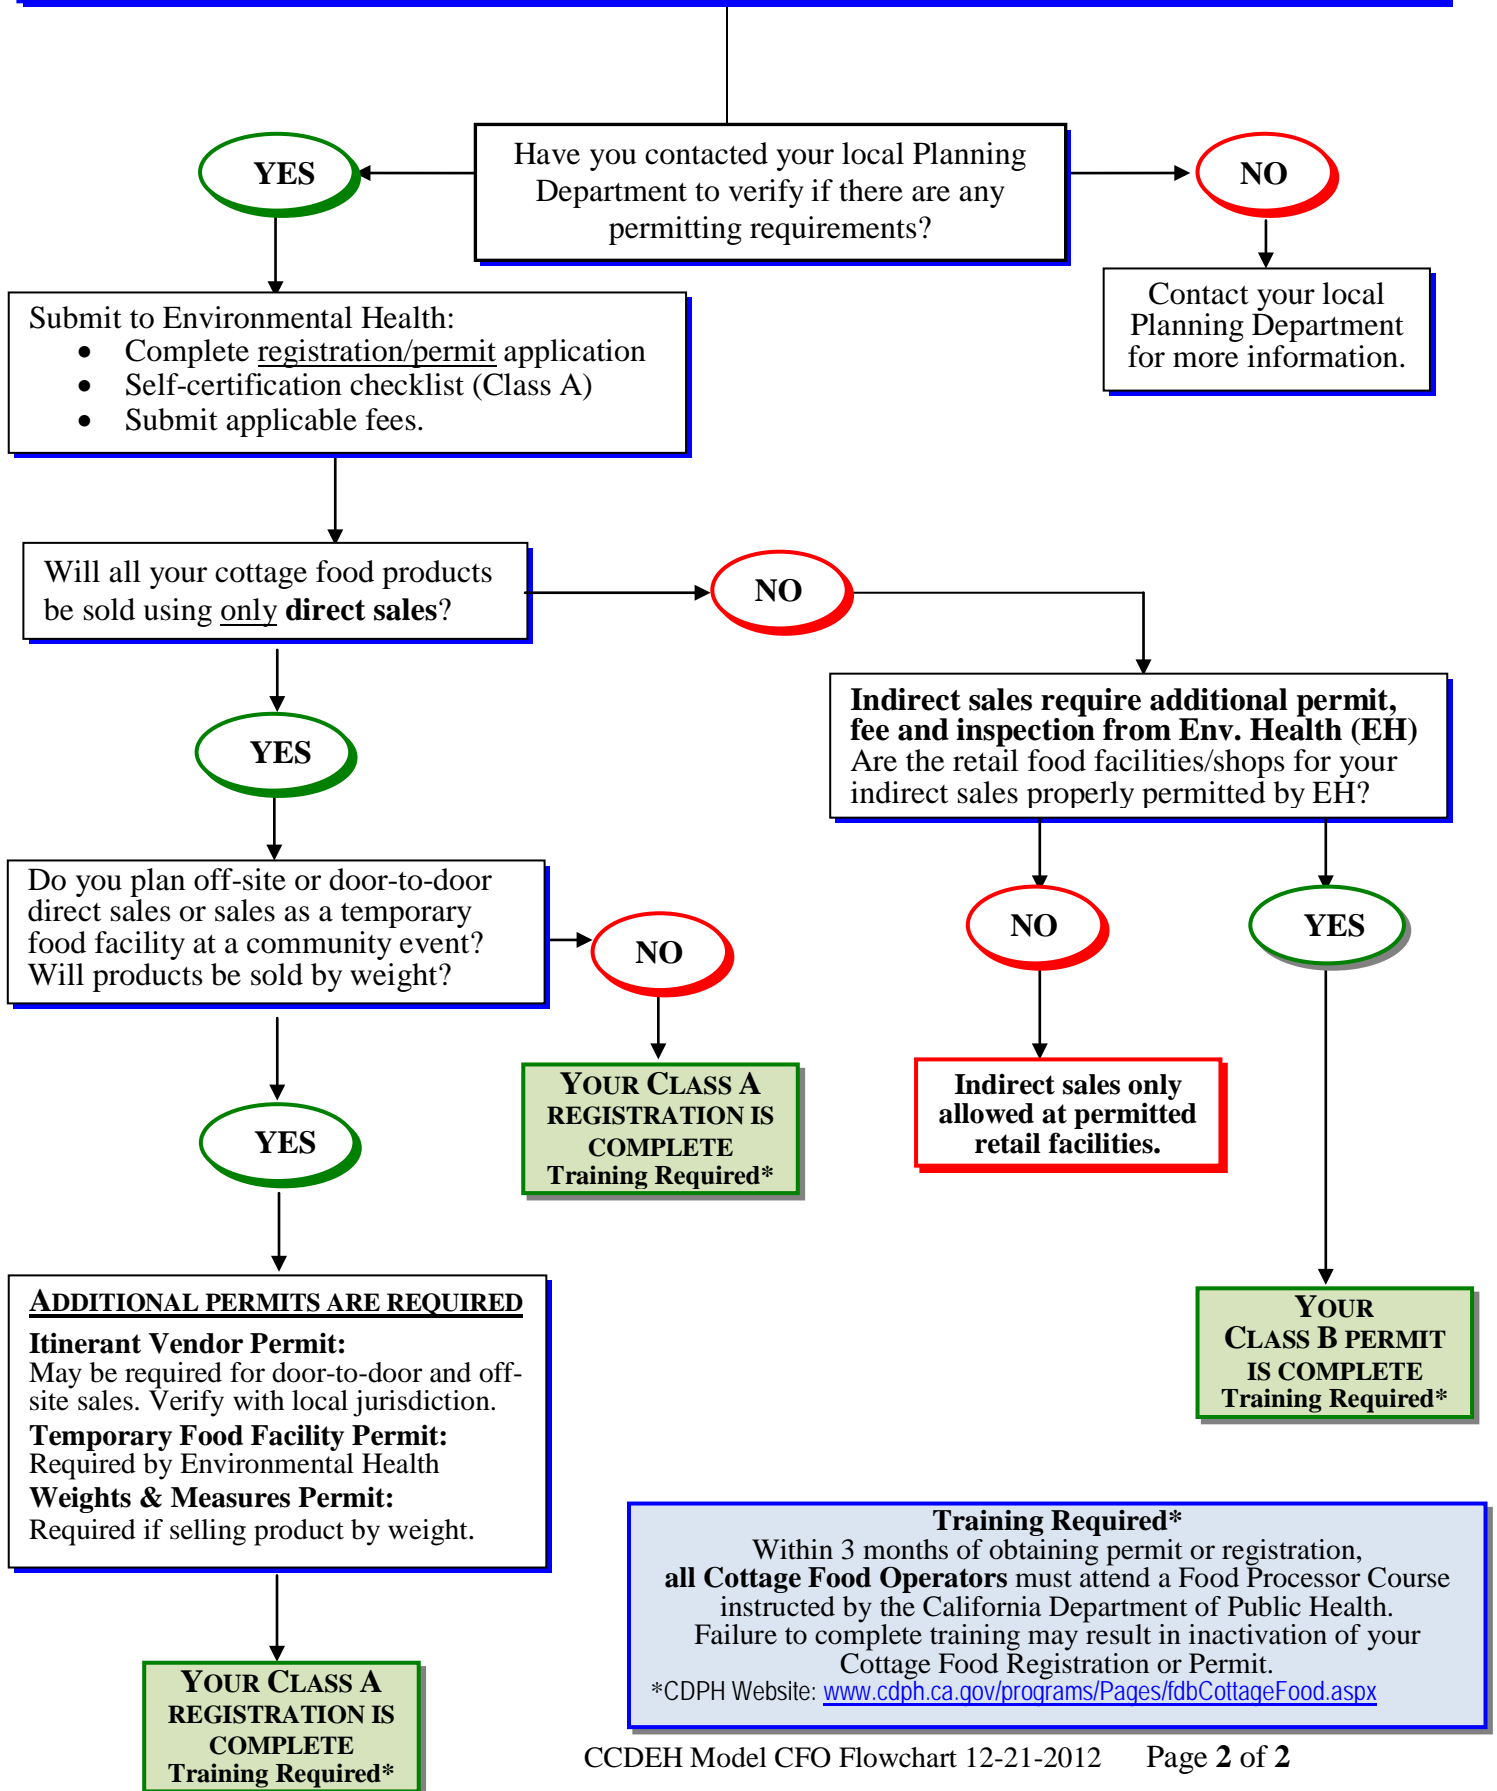 Have you contacted your local Planning
Department to verify if there are any
permitting requirements?
YES
NO
Contact your local
Planning Department
for more information.
Submit to Environmental Health:
• Complete registration/permit application
• Self-certification checklist (Class A)
• Submit applicable fees.
Will all your cottage food products
be sold using only direct sales?
NO
YES
Indirect sales require additional permit,
fee and inspection from Env. Health (EH)
Are the retail food facilities/shops for your
indirect sales properly permitted by EH?
Do you plan off-site or door-to-door
direct sales or sales as a temporary
food facility at a community event?
Will products be sold by weight?
NO
NO
YES
YOUR CLASS A
REGISTRATION IS
COMPLETE
Training Required*
Indirect sales only
allowed at permitted
retail facilities.
YES
ADDITIONAL PERMITS ARE REQUIRED
Itinerant Vendor Permit:
May be required for door-to-door and off-
site sales. Verify with local jurisdiction.
Temporary Food Facility Permit:
Required by Environmental Health
Weights & Measures Permit:
Required if selling product by weight.
YOUR
CLASS B PERMIT
IS COMPLETE
Training Required*
Training Required*
Within 3 months of obtaining permit or registration,
all Cottage Food Operators must attend a Food Processor Course
instructed by the California Department of Public Health.
Failure to complete training may result in inactivation of your
Cottage Food Registration or Permit.
*CDPH Website: www.cdph.ca.gov/programs/Pages/fdbCottageFood.aspx
YOUR CLASS A
REGISTRATION IS
COMPLETE
Training Required*
CCDEH Model CFO Flowchart 12-21-2012 Page 2 of 2